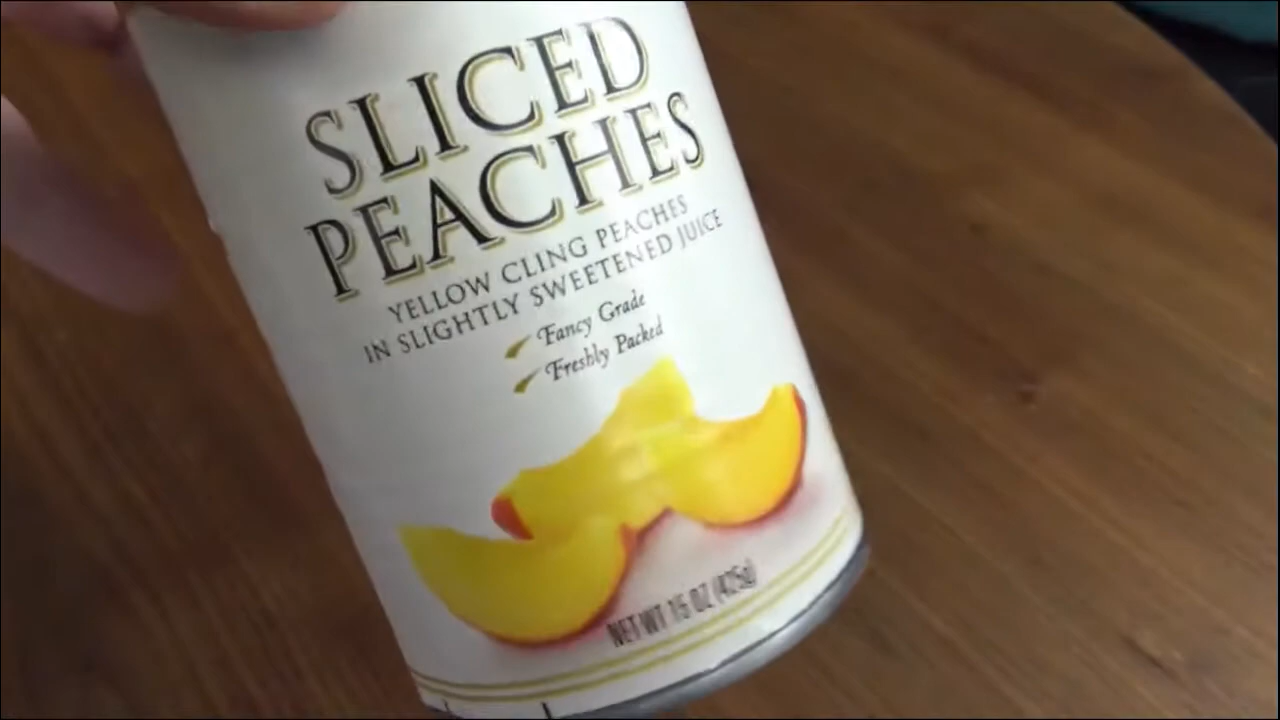 SLICED
PEACHES
YELLOW CLING PEACHES
IN SLIGHTLY SWEETENED JUICE
Fancy Grade
Freshly Packed
NET WT 15 OZ (425g)